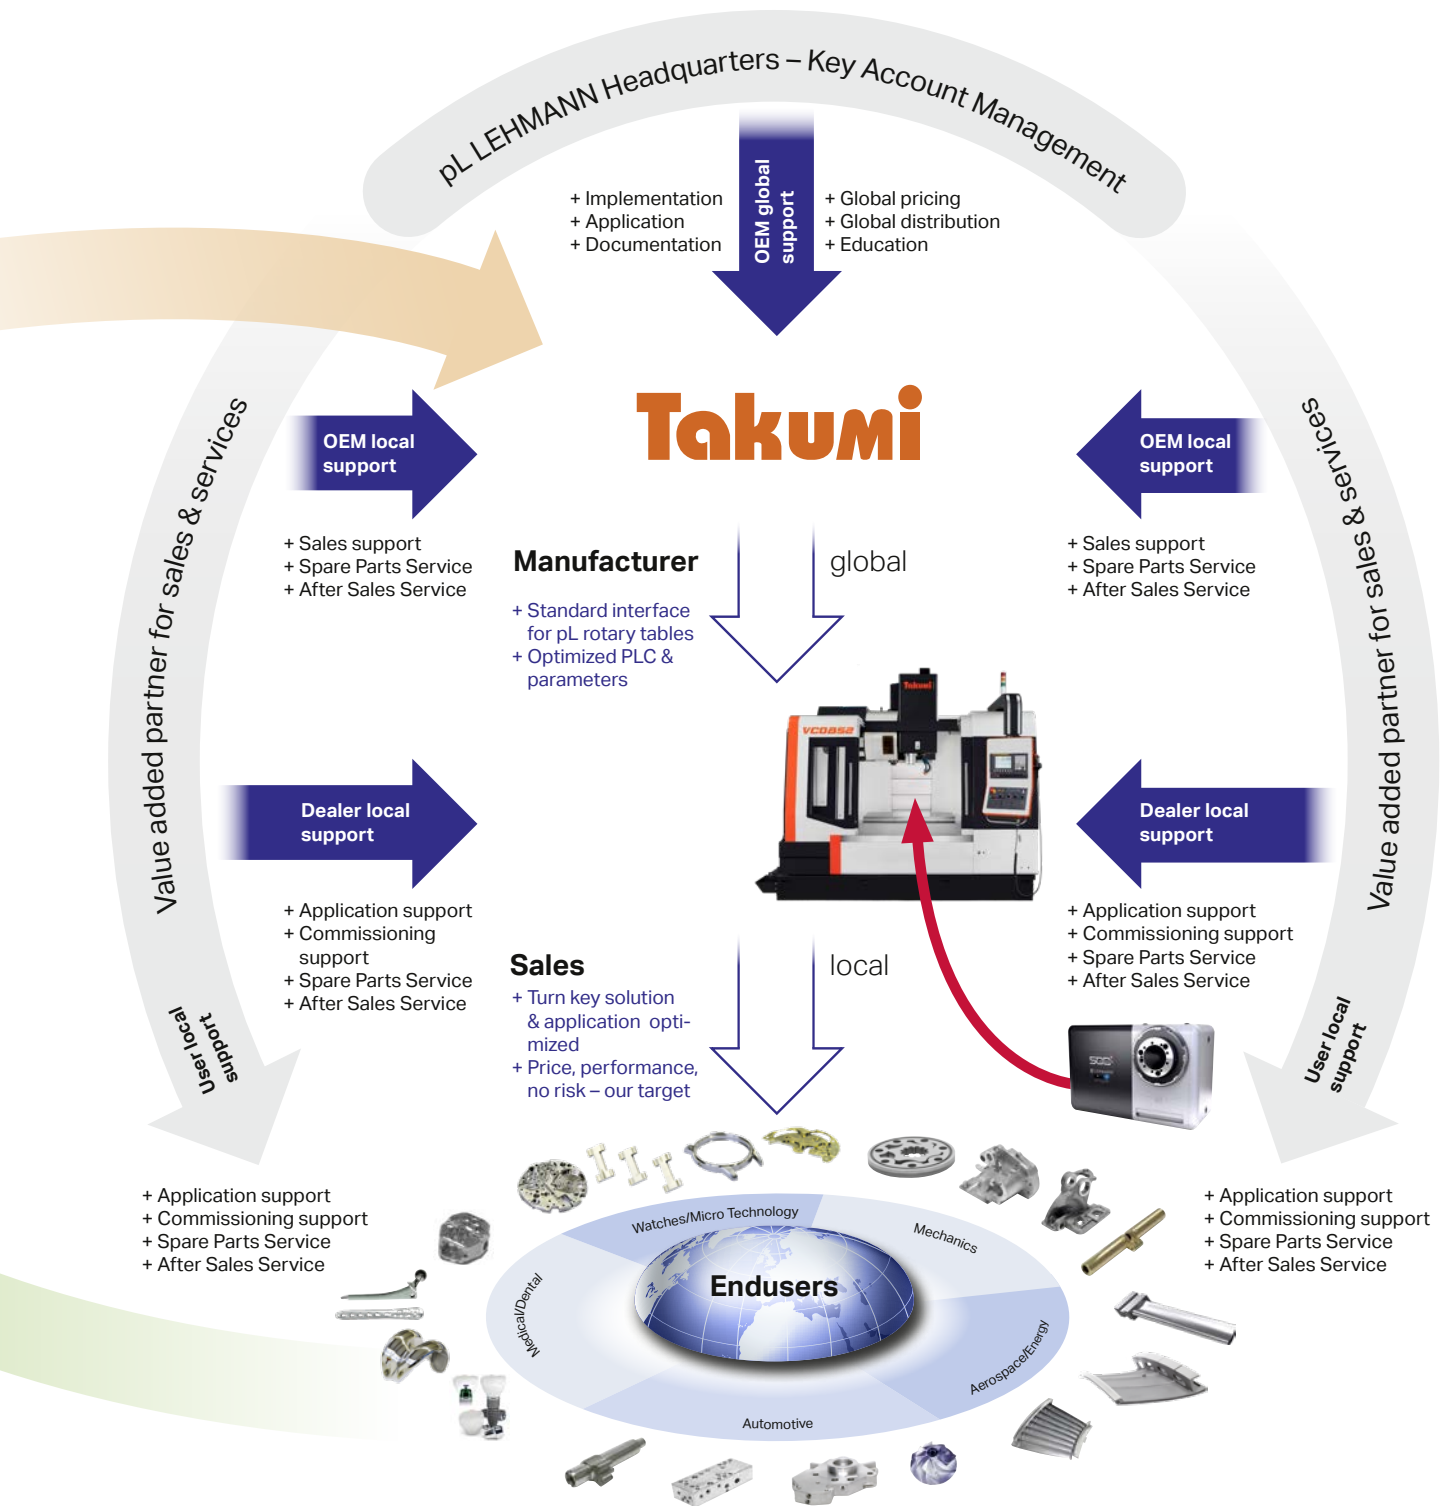 pL LEHMANN Headquarters – Key Account Management
+ Implementation
+ Application
+ Documentation
OEM global
support
+ Global pricing
+ Global distribution
+ Education
Takumi
Value added partner for sales & services
OEM local
support
+ Sales support
+ Spare Parts Service
+ After Sales Service
Manufacturer
global
+ Standard interface
for pL rotary tables
+ Optimized PLC &
parameters
OEM local
support
+ Sales support
+ Spare Parts Service
+ After Sales Service
Value added partner for sales & services
Takumi
VC0852
Dealer local
support
+ Application support
+ Commissioning
support
+ Spare Parts Service
+ After Sales Service
Sales
local
+ Turn key solution
& application opti-
mized
+ Price, performance,
no risk – our target
Dealer local
support
+ Application support
+ Commissioning support
+ Spare Parts Service
+ After Sales Service
User local
support
User local
support
+ Application support
+ Commissioning support
+ Spare Parts Service
+ After Sales Service
+ Application support
+ Commissioning support
+ Spare Parts Service
+ After Sales Service
Watches/Micro Technology
Mechanics
Medical/Dental
Endusers
Aerospace/Energy
Automotive